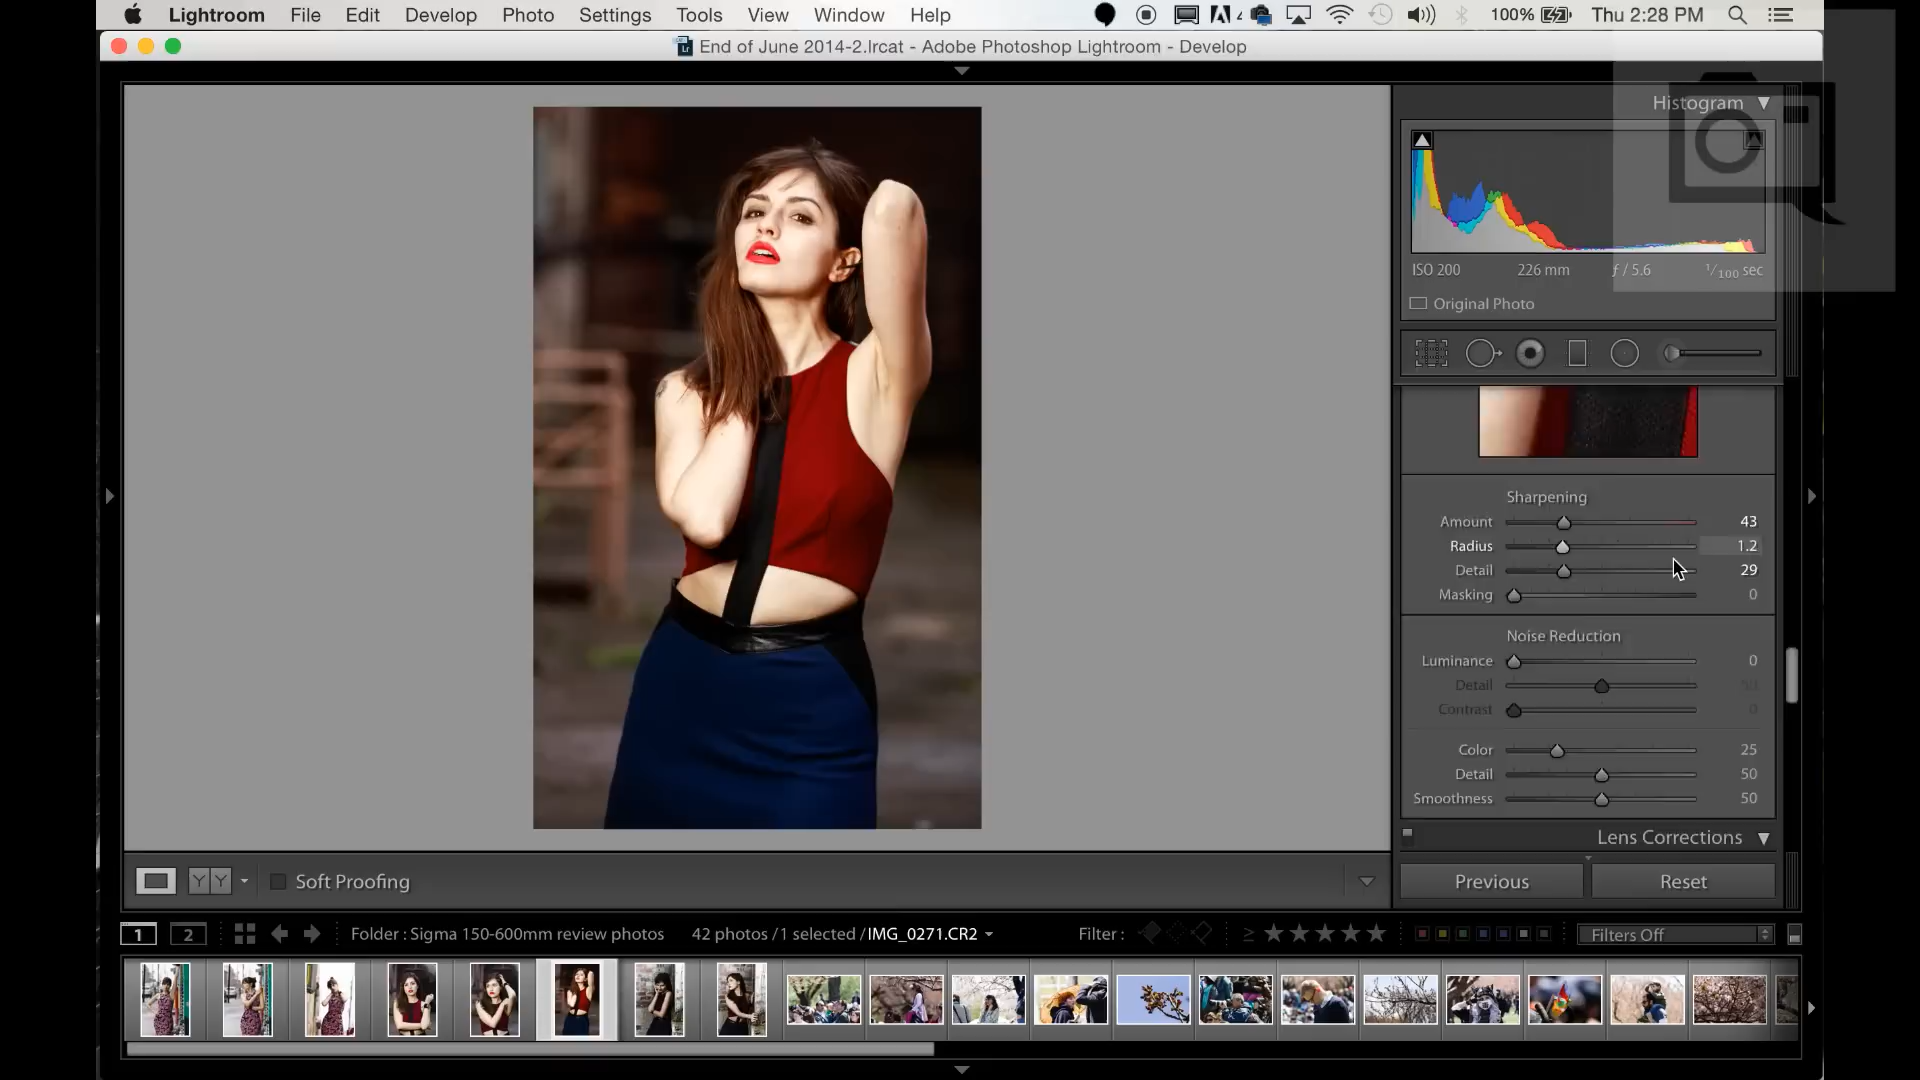 Lightroom File Edit Develop Photo Settings Tools View Window Help 4 100% Thu 2:28 PM
End of June 2014-2.lrcat - Adobe Photoshop Lightroom - Develop
Histogram
ISO 200 226 mm ƒ / 5.6 1/100 sec
Original Photo
Sharpening
Amount 43
Radius 1.2
Detail 29
Masking 0
Noise Reduction
Luminance 0
Detail 50
Contrast 0
Color 25
Detail 50
Smoothness 50
Lens Corrections
Y Y Soft Proofing
Previous Reset
1 2 Folder : Sigma 150-600mm review photos 42 photos / 1 selected / IMG_0271.CR2 Filter : ≥ Filters Off